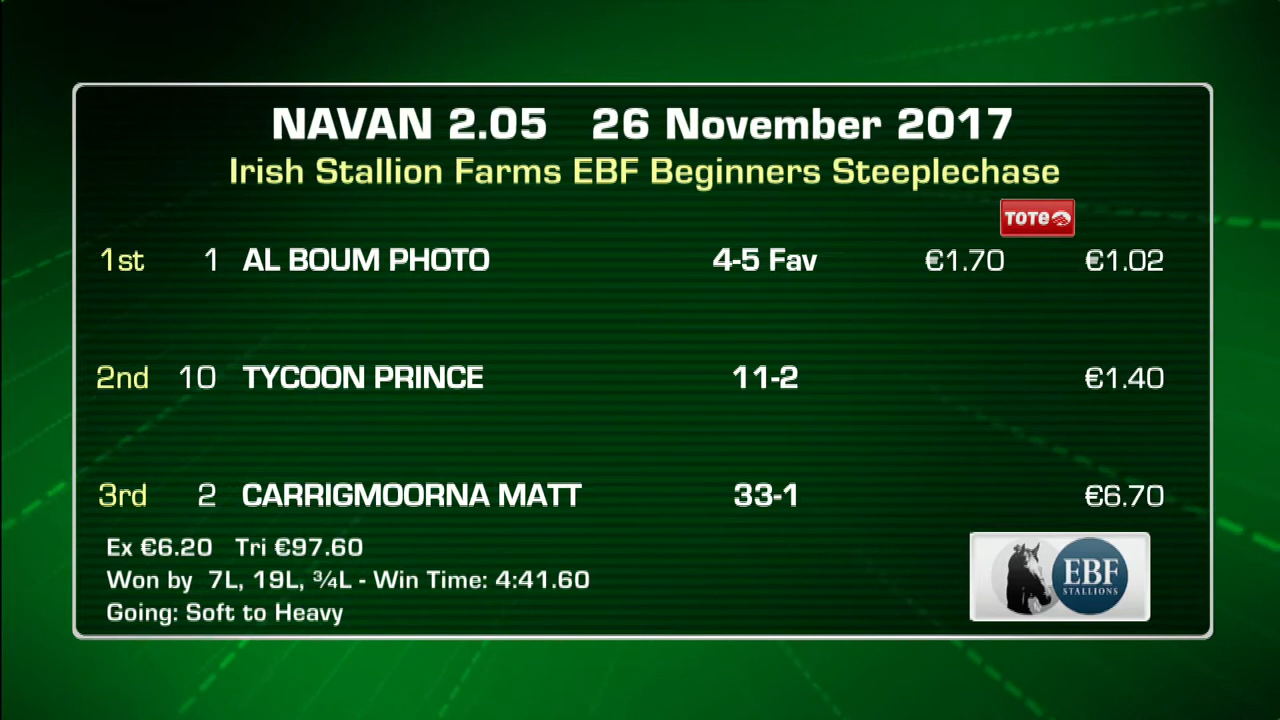 NAVAN 2.05 26 November 2017
Irish Stallion Farms EBF Beginners Steeplechase
TOTE
1st 1 AL BOUM PHOTO 4-5 Fav €1.70 €1.02
2nd 10 TYCOON PRINCE 11-2 €1.40
3rd 2 CARRIGMOORNA MATT 33-1 €6.70
Ex €6.20 Tri €97.60
Won by 7L, 19L, ¾L - Win Time: 4:41.60
Going: Soft to Heavy
EBF
STALLIONS